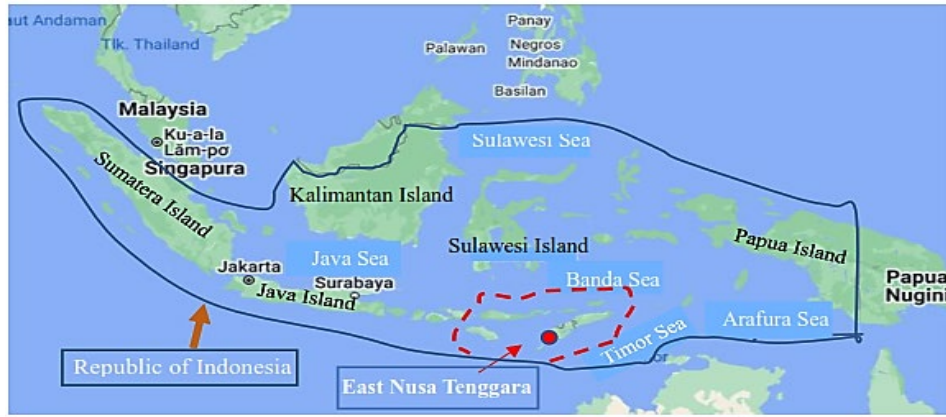 aut Andaman
Tlk. Thailand
Panay
Palawan
Negros
Mindanao
Basilan
Malaysia
Ku-a-la
Lăm-pơ
Singapura
Sulawesi Sea
Sumatera Island
Kalimantan Island
Sulawesi Island
Papua Island
Java Sea
Jakarta
Surabaya
Java Island
Banda Sea
Papua
Nugini
Arafura Sea
Timor Sea
or
Republic of Indonesia
East Nusa Tenggara